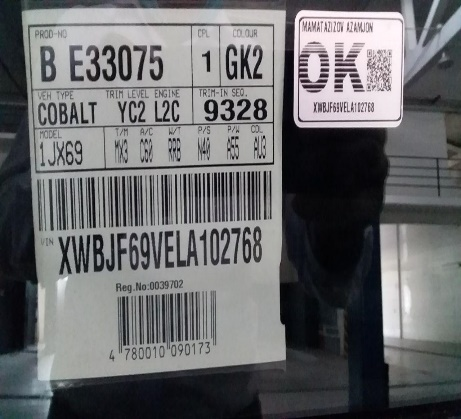 PROD-NO CPL COLOUR
B E33075 1 GK2
VEH TYPE TRIM LEVEL ENGINE TRIM-IN SEQ.
COBALT YC2 L2C 9328
MODEL T/M A/C W/T P/S P/W COL
1JX69 MX3 C60 RRB N40 A55 AU3
VIN XWBJF69VELA102768
Reg.No:0039702
4 780010 090173
MAMATAZIZOV AZAMJON
OK
XWBJF69VELA102768